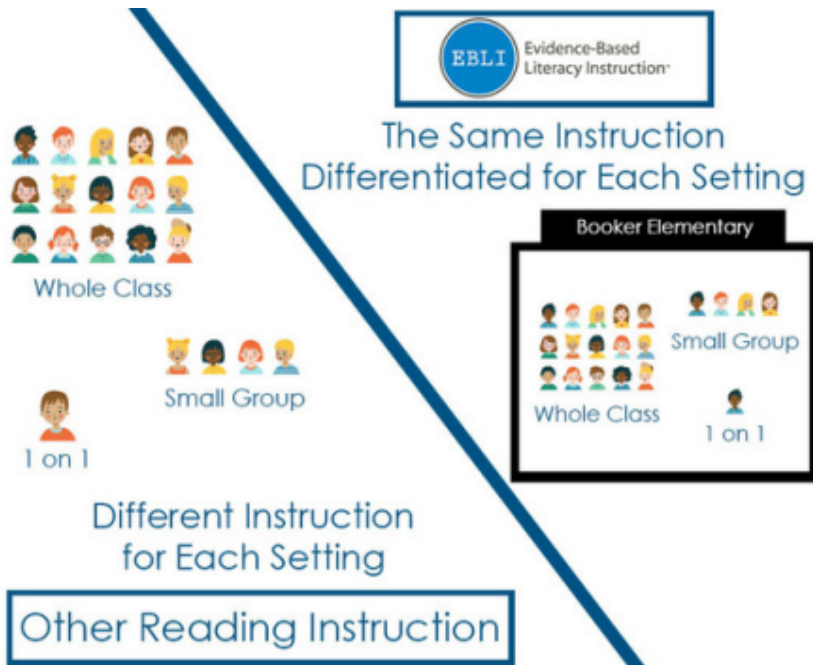 EBLI
Evidence-Based
Literacy Instruction™
The Same Instruction
Differentiated for Each Setting
Booker Elementary
Whole Class
Small Group
1 on 1
Whole Class
Small Group
1 on 1
Different Instruction
for Each Setting
Other Reading Instruction